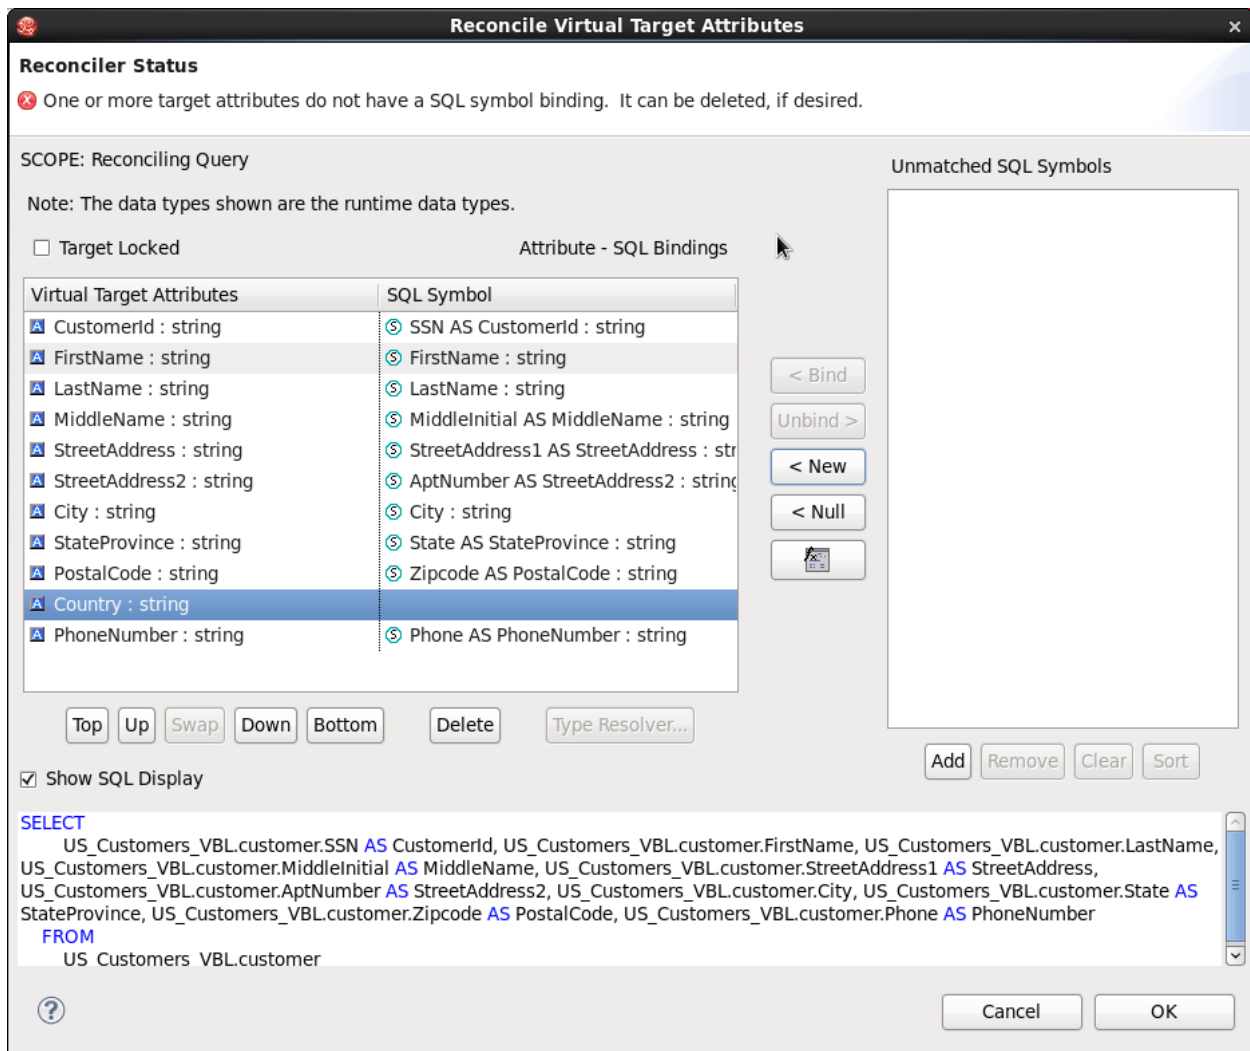 Reconcile Virtual Target Attributes
Reconciler Status
One or more target attributes do not have a SQL symbol binding.  It can be deleted, if desired.
SCOPE: Reconciling Query
Unmatched SQL Symbols
Note: The data types shown are the runtime data types.
Target Locked
Attribute - SQL Bindings
Virtual Target Attributes SQL Symbol
CustomerId : string SSN AS CustomerId : string
FirstName : string FirstName : string
LastName : string LastName : string
MiddleName : string MiddleInitial AS MiddleName : string
StreetAddress : string StreetAddress1 AS StreetAddress : str
StreetAddress2 : string AptNumber AS StreetAddress2 : string
City : string City : string
StateProvince : string State AS StateProvince : string
PostalCode : string Zipcode AS PostalCode : string
Country : string
PhoneNumber : string Phone AS PhoneNumber : string
< Bind
Unbind >
< New
< Null
Top Up Swap Down Bottom Delete Type Resolver...
Add Remove Clear Sort
Show SQL Display
SELECT
US_Customers_VBL.customer.SSN AS CustomerId, US_Customers_VBL.customer.FirstName, US_Customers_VBL.customer.LastName,
US_Customers_VBL.customer.MiddleInitial AS MiddleName, US_Customers_VBL.customer.StreetAddress1 AS StreetAddress,
US_Customers_VBL.customer.AptNumber AS StreetAddress2, US_Customers_VBL.customer.City, US_Customers_VBL.customer.State AS
StateProvince, US_Customers_VBL.customer.Zipcode AS PostalCode, US_Customers_VBL.customer.Phone AS PhoneNumber
FROM
US_Customers_VBL.customer
Cancel OK